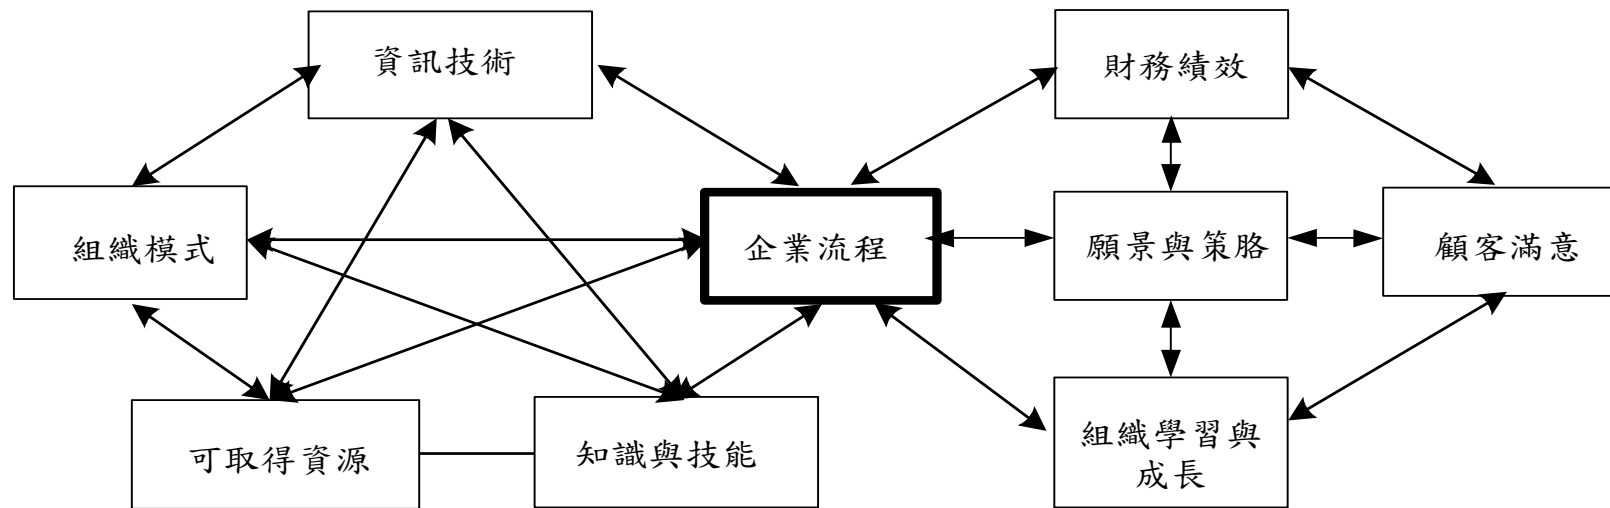 資訊技術
財務績效
組織模式
企業流程
願景與策胳
顧客滿意
可取得資源
知識與技能
組織學習與
成長